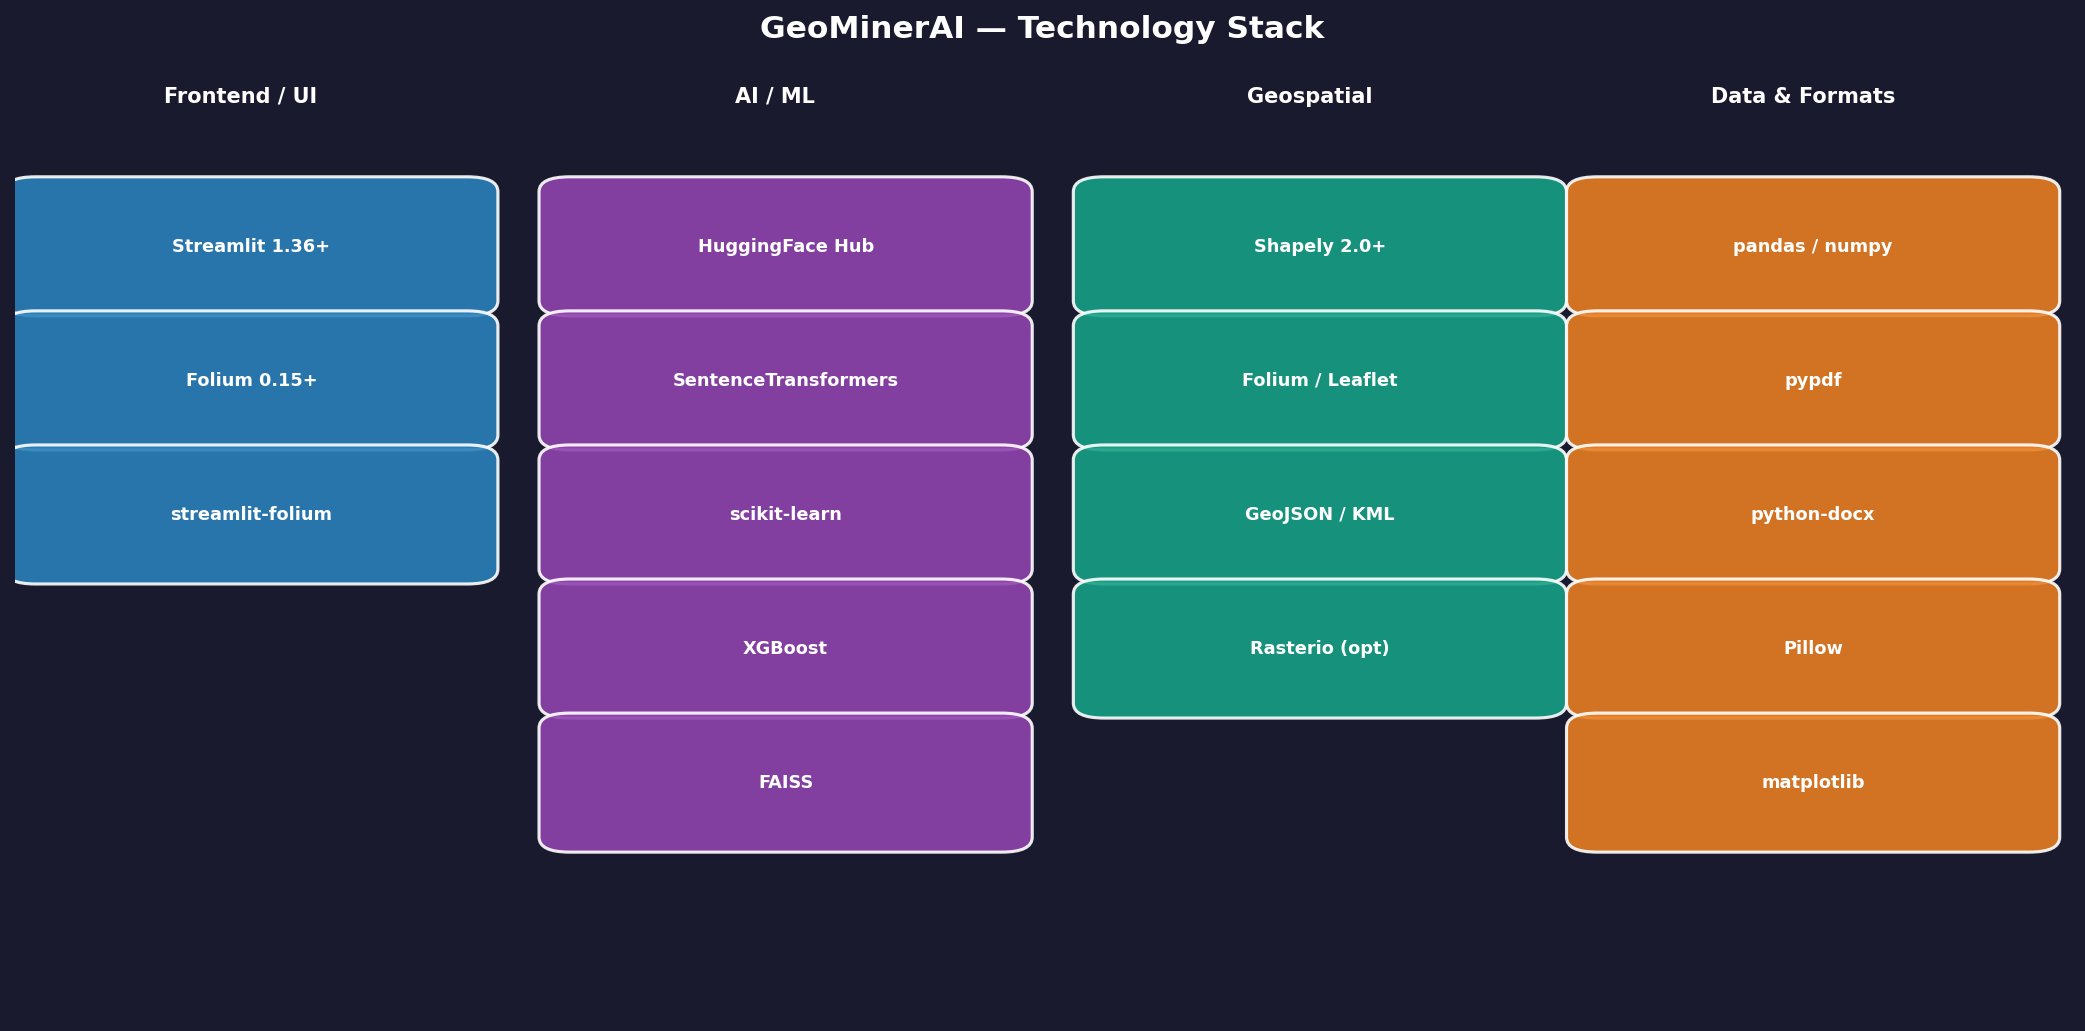 GeoMinerAI — Technology Stack
Frontend / UI
Streamlit 1.36+
Folium 0.15+
streamlit-folium
AI / ML
HuggingFace Hub
SentenceTransformers
scikit-learn
XGBoost
FAISS
Geospatial
Shapely 2.0+
Folium / Leaflet
GeoJSON / KML
Rasterio (opt)
Data & Formats
pandas / numpy
pypdf
python-docx
Pillow
matplotlib